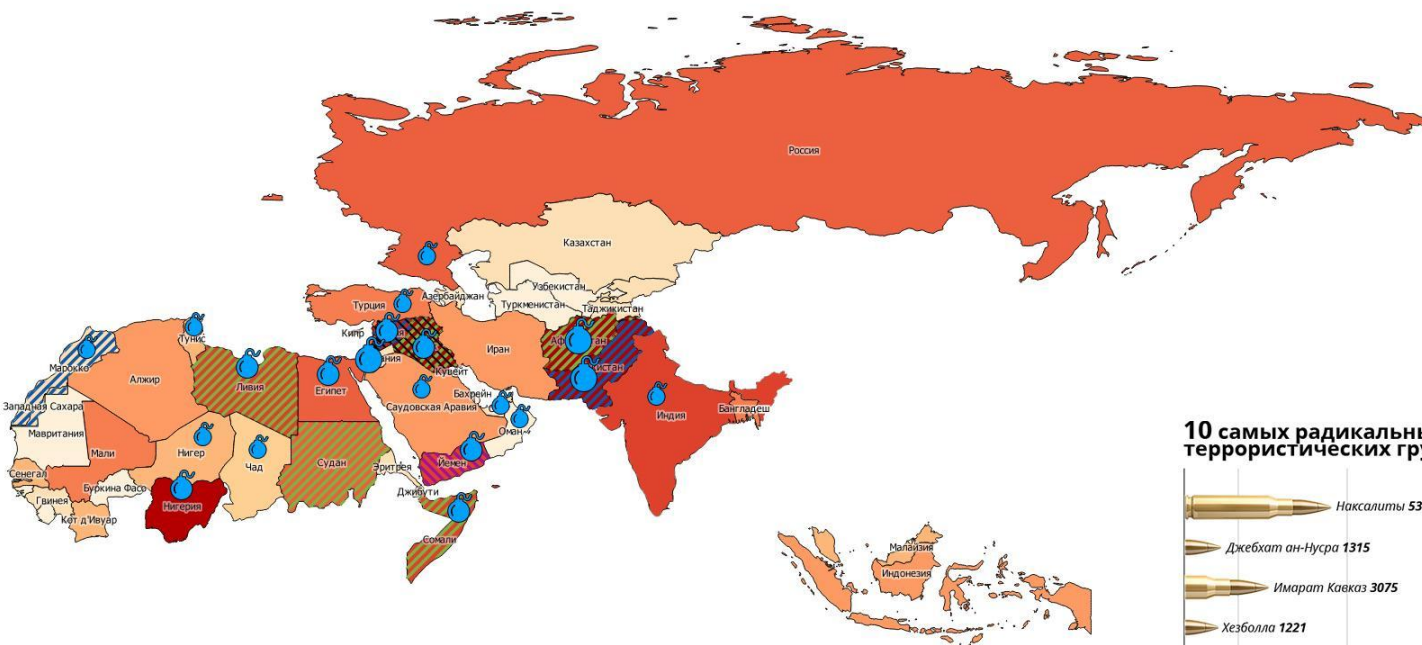 Россия
Казахстан
Узбекистан
Азербайджан
Туркменистан
Турция
Таджикистан
Кипр
Тунис
Иран
Марокко
Алжир
Ливия
Египет
Кувейт
Бахрейн
Саудовская Аравия
Западная Сахара
Индия
Бангладеш
Оман
Мавритания
Мали
Нигер
Чад
Судан
Эритрея
Йемен
Сенегал
Буркина Фасо
Джибути
Гвинея
Нигерия
Кот д'Ивуар
Сомали
Малайзия
Индонезия
10 самых радикальны
террористических гру
Наксалиты 53
Джебхат ан-Нусра 1315
Имарат Кавказ 3075
Хезболла 1221